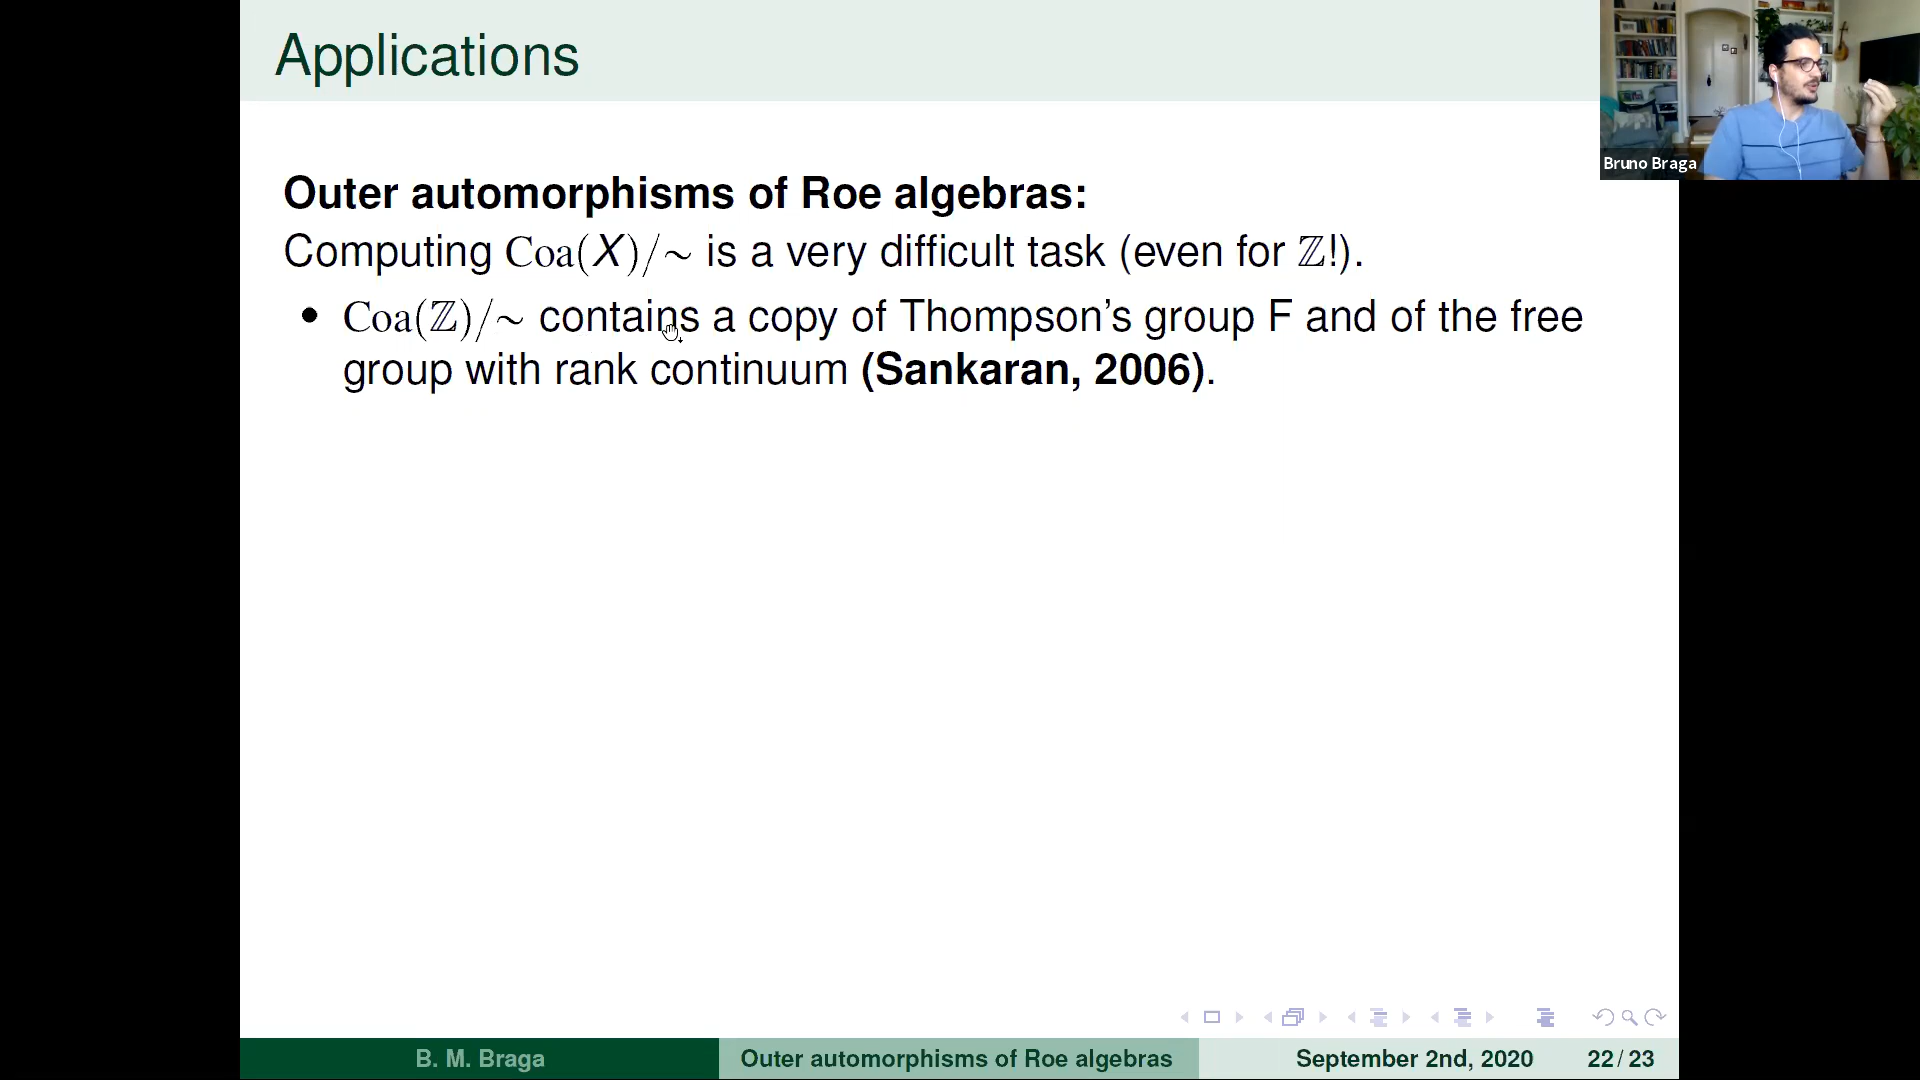 Applications
Bruno Braga
Outer automorphisms of Roe algebras:
Computing Coa(X)/∼ is a very difficult task (even for ℤ!).
• Coa(ℤ)/∼ contains a copy of Thompson's group F and of the free
group with rank continuum (Sankaran, 2006).
B. M. Braga
Outer automorphisms of Roe algebras
September 2nd, 2020
22 / 23